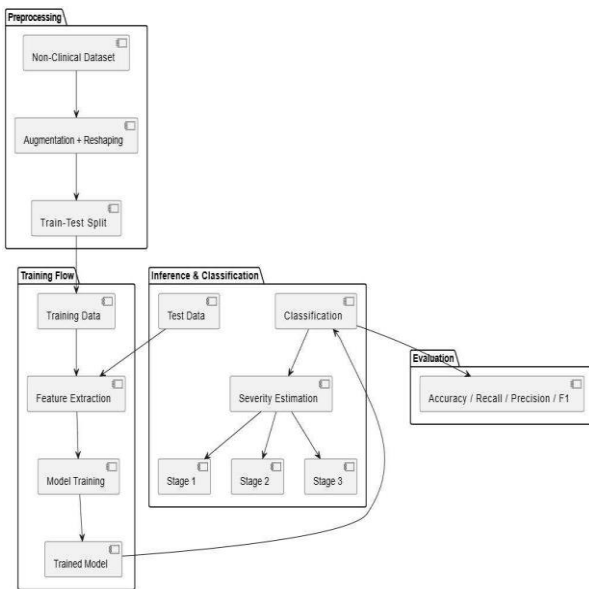 Preprocessing
Non-Clinical Dataset
Augmentation + Reshaping
Train-Test Split
Training Flow
Training Data
Feature Extraction
Model Training
Trained Model
Inference & Classification
Test Data
Classification
Severity Estimation
Stage 1
Stage 2
Stage 3
Evaluation
Accuracy / Recall / Precision / F1